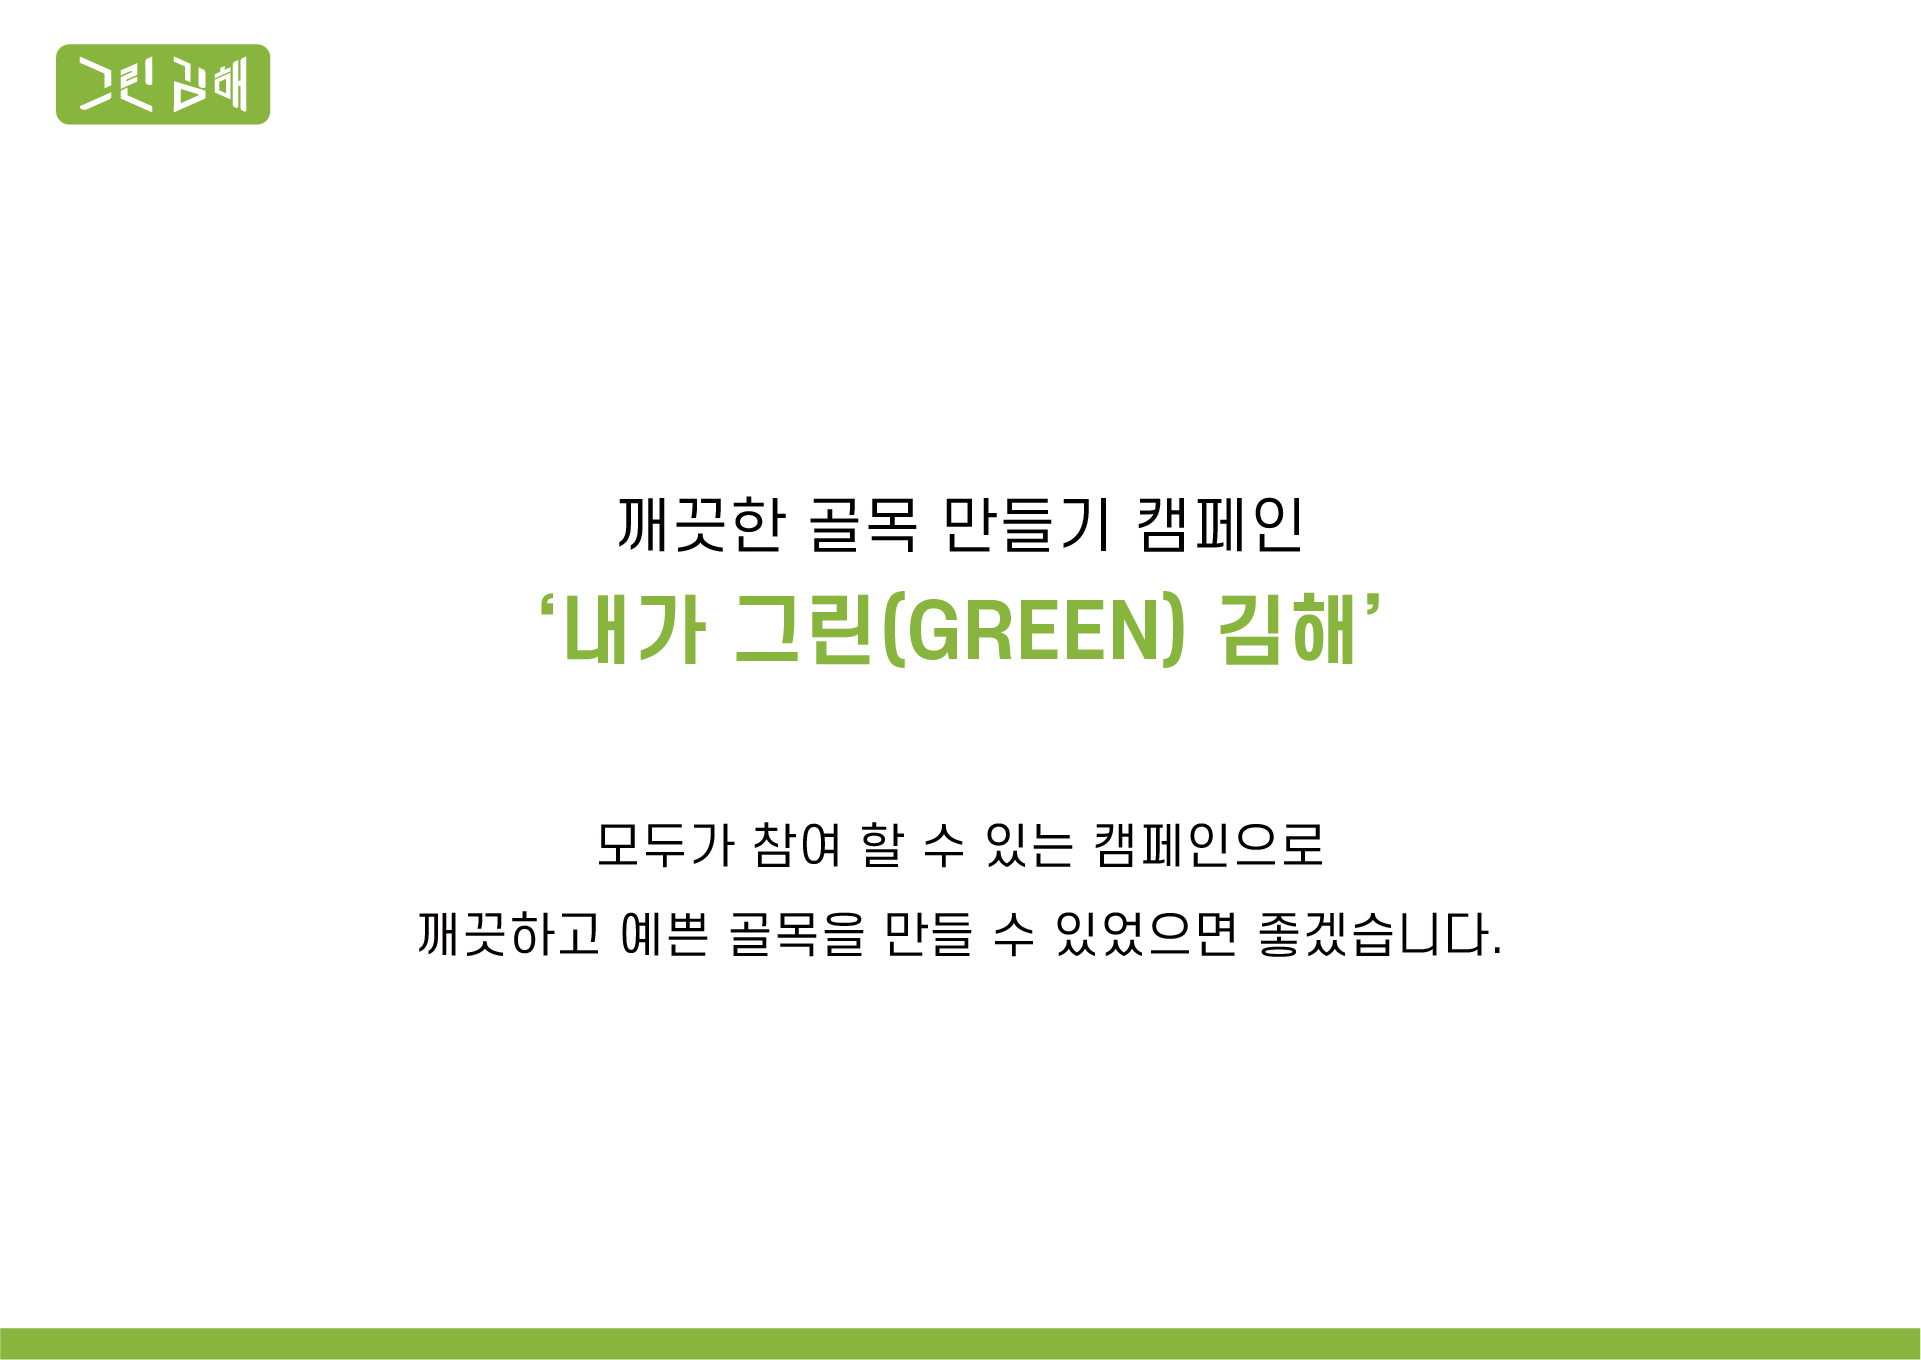 그린 김해
깨끗한 골목 만들기 캠페인
‘내가 그린(GREEN) 김해’
모두가 참여 할 수 있는 캠페인으로
깨끗하고 예쁜 골목을 만들 수 있었으면 좋겠습니다.